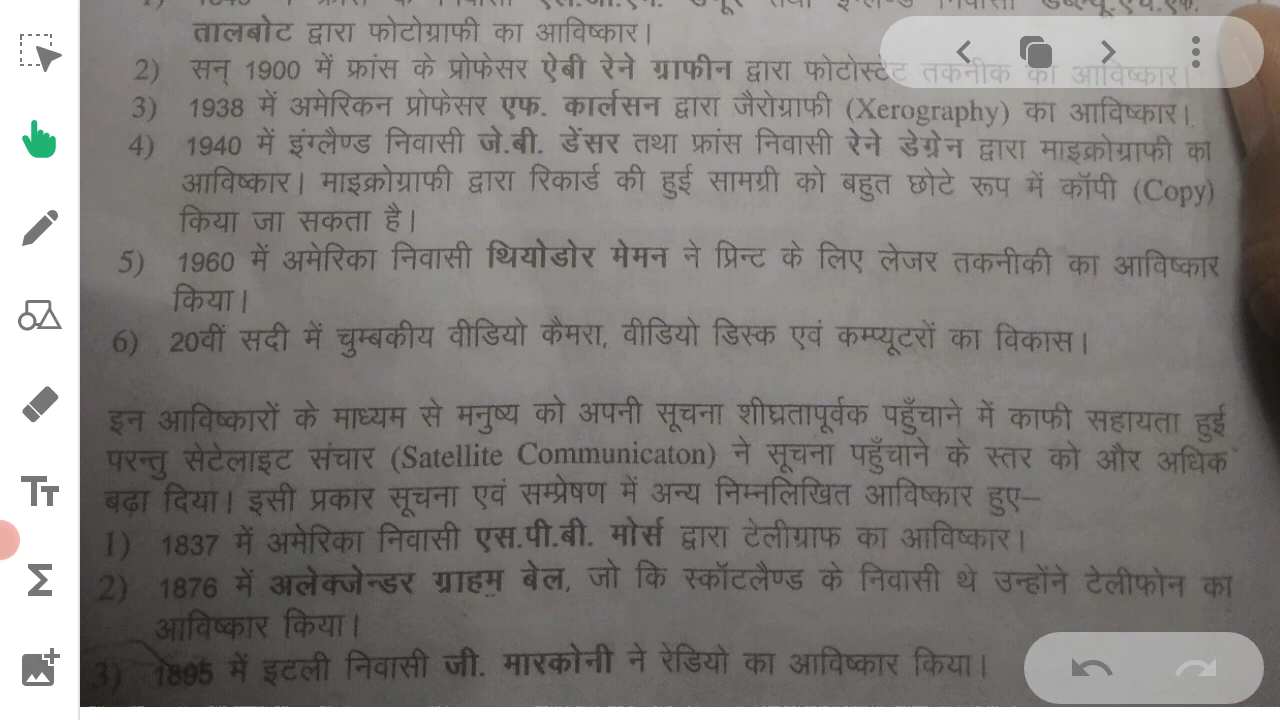 तालबोट द्वारा फोटोग्राफी का आविष्कार।
2) सन् 1900 में फ्रांस के प्रोफेसर ऐबी रेने ग्राफीन द्वारा फोटोस्टेट तकनीक का आविष्कार।
3) 1938 में अमेरिकन प्रोफेसर एफ. कार्लसन द्वारा जैरोग्राफी (Xerography) का आविष्कार।
4) 1940 में इंग्लैण्ड निवासी जे.बी. डेंसर तथा फ्रांस निवासी रेने डेग्रेन द्वारा माइक्रोग्राफी का
आविष्कार। माइक्रोग्राफी द्वारा रिकार्ड की हुई सामग्री को बहुत छोटे रूप में कॉपी (Copy)
किया जा सकता है।
5) 1960 में अमेरिका निवासी थियोडोर मेमन ने प्रिन्ट के लिए लेजर तकनीकी का आविष्कार
किया।
6) 20वीं सदी में चुम्बकीय वीडियो कैमरा, वीडियो डिस्क एवं कम्प्यूटरों का विकास।
इन आविष्कारों के माध्यम से मनुष्य को अपनी सूचना शीघ्रतापूर्वक पहुँचाने में काफी सहायता हुई
परन्तु सेटेलाइट संचार (Satellite Communicaton) ने सूचना पहुँचाने के स्तर को और अधिक
बढ़ा दिया। इसी प्रकार सूचना एवं सम्प्रेषण में अन्य निम्नलिखित आविष्कार हुए–
1) 1837 में अमेरिका निवासी एस.पी.बी. मोर्स द्वारा टेलीग्राफ का आविष्कार।
2) 1876 में अलेक्जेन्डर ग्राहम बेल, जो कि स्कॉटलैण्ड के निवासी थे उन्होंने टेलीफोन का
आविष्कार किया।
3) 1895 में इटली निवासी जी. मारकोनी ने रेडियो का आविष्कार किया।